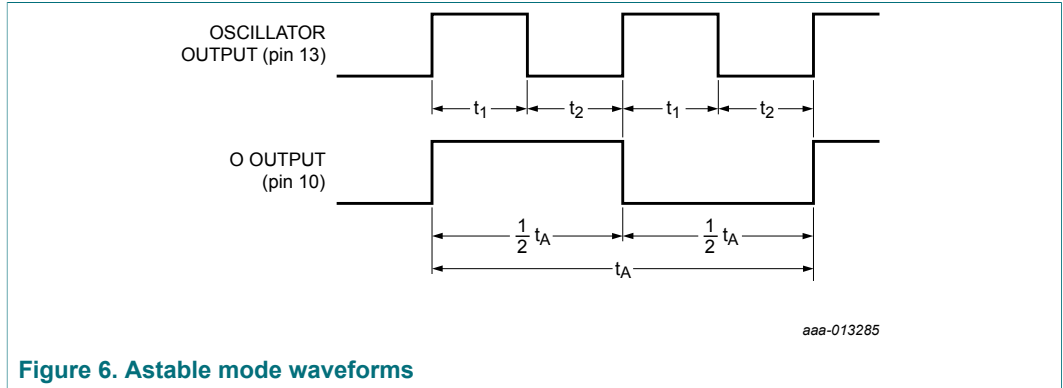 OSCILLATOR
OUTPUT (pin 13)
t1 t2 t1 t2
O OUTPUT
(pin 10)
1/2 tA 1/2 tA
tA
aaa-013285
Figure 6. Astable mode waveforms